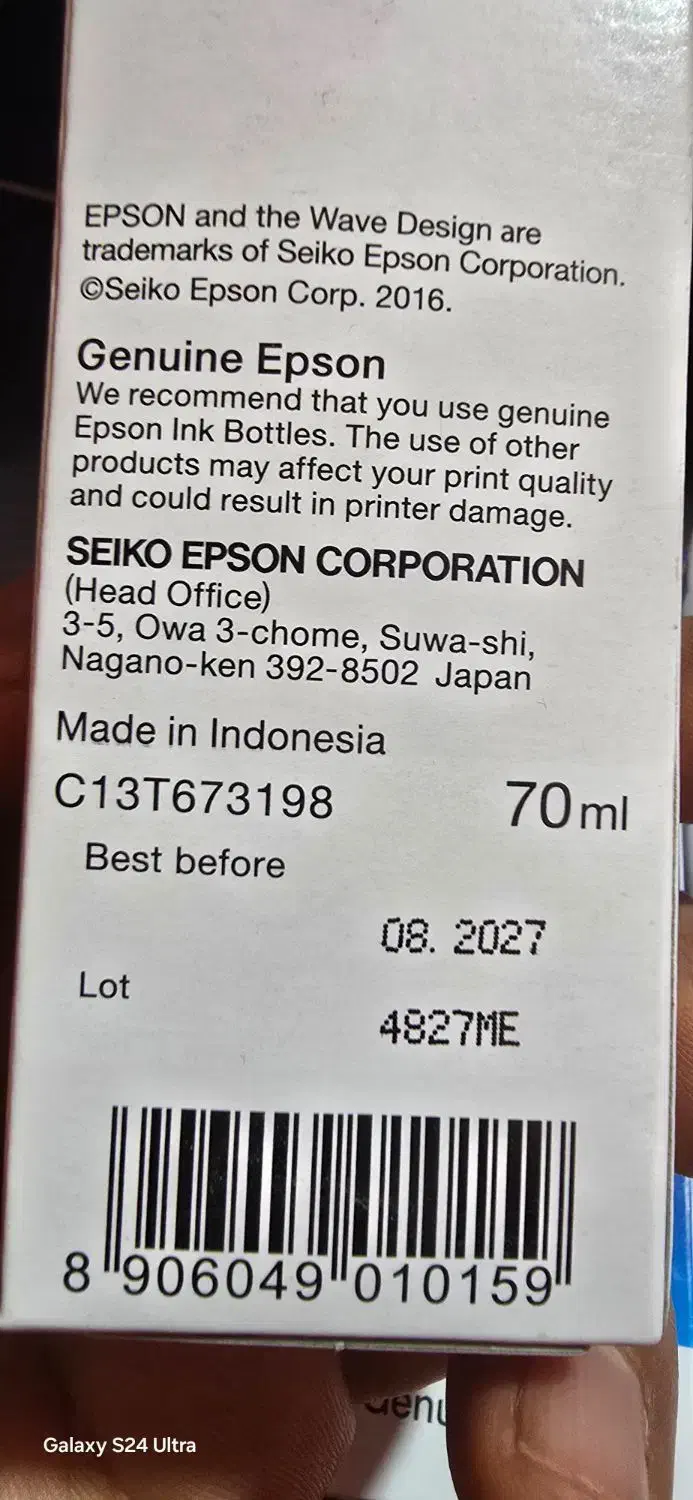 EPSON and the Wave Design are
trademarks of Seiko Epson Corporation.
©Seiko Epson Corp. 2016.
Genuine Epson
We recommend that you use genuine
Epson Ink Bottles. The use of other
products may affect your print quality
and could result in printer damage.
SEIKO EPSON CORPORATION
(Head Office)
3-5, Owa 3-chome, Suwa-shi,
Nagano-ken 392-8502 Japan
Made in Indonesia
C13T673198 70ml
Best before
08. 2027
Lot
4827ME
8 906049 010159
Galaxy S24 Ultra